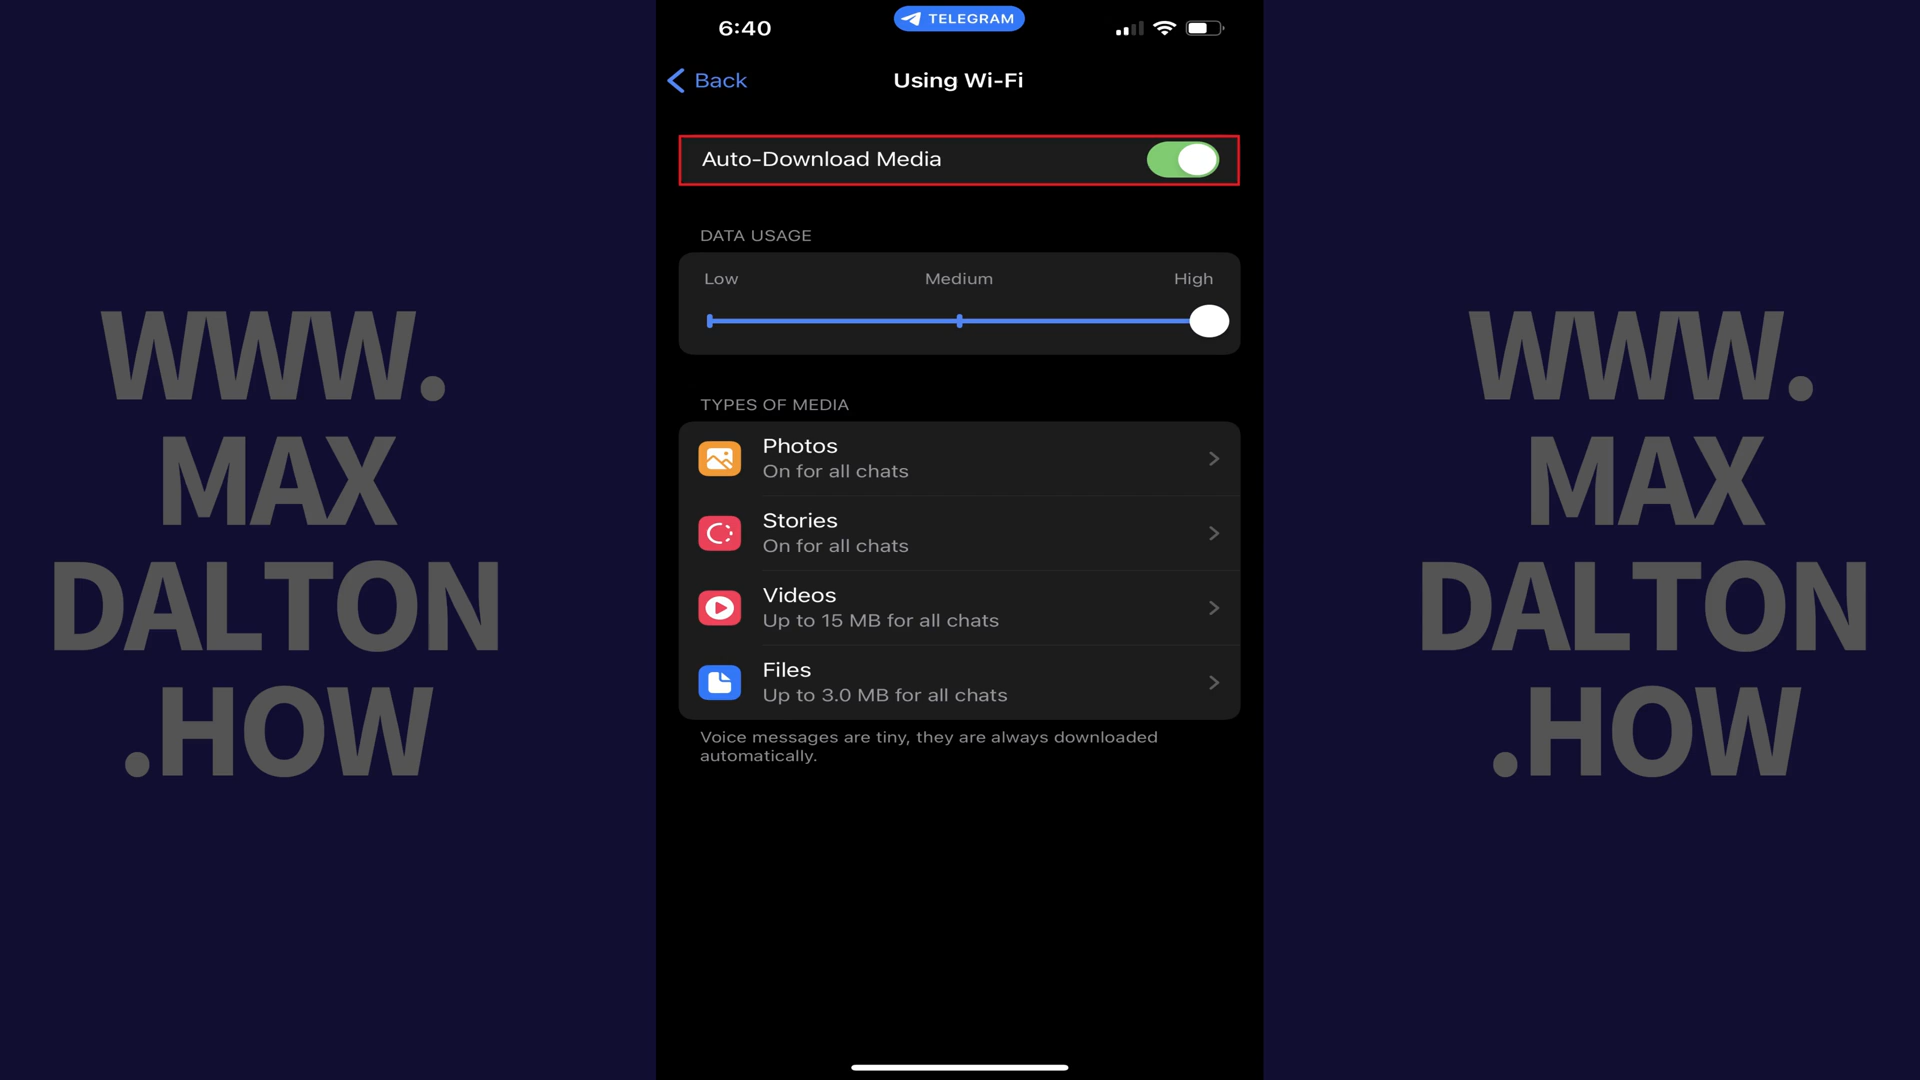 6:40
TELEGRAM
Back
Using Wi-Fi
Auto-Download Media
DATA USAGE
Low Medium High
TYPES OF MEDIA
Photos
On for all chats
Stories
On for all chats
Videos
Up to 15 MB for all chats
Files
Up to 3.0 MB for all chats
Voice messages are tiny, they are always downloaded
automatically.
WWW.
MAX
DALTON
.HOW
WWW.
MAX
DALTON
.HOW